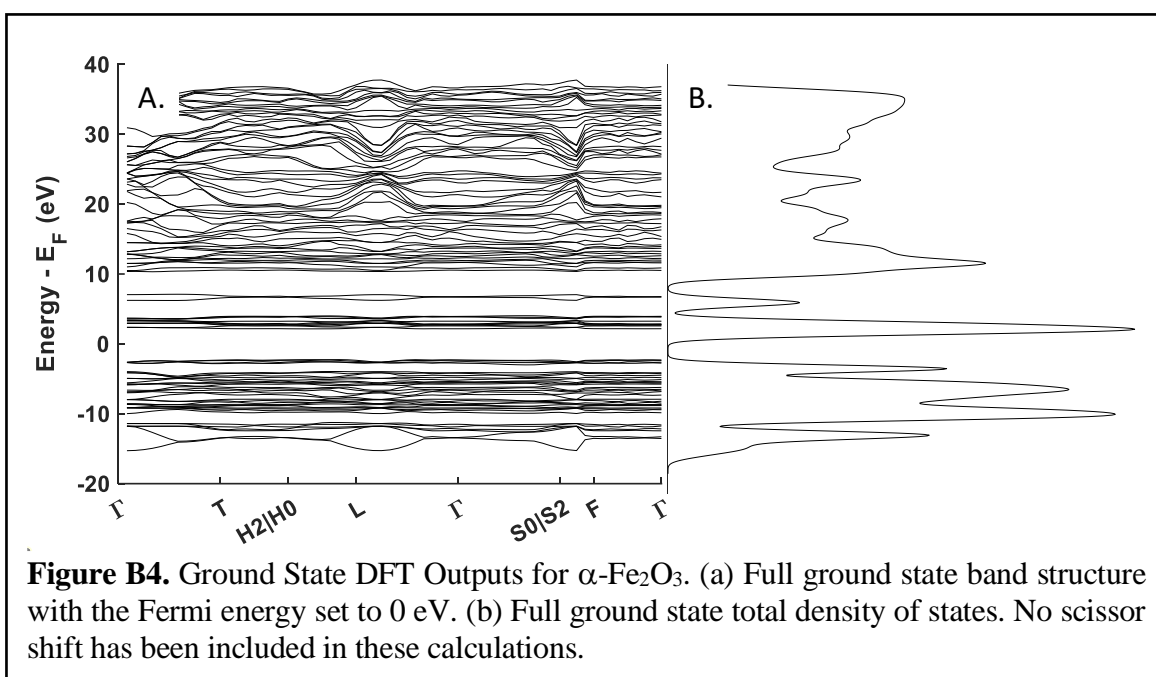 40
A.
B.
30
20
10
0
-10
-20
Energy - E_F (eV)
Γ T H2|H0 L Γ S0|S2 F Γ
Figure B4. Ground State DFT Outputs for α-Fe₂O₃. (a) Full ground state band structure
with the Fermi energy set to 0 eV. (b) Full ground state total density of states. No scissor
shift has been included in these calculations.